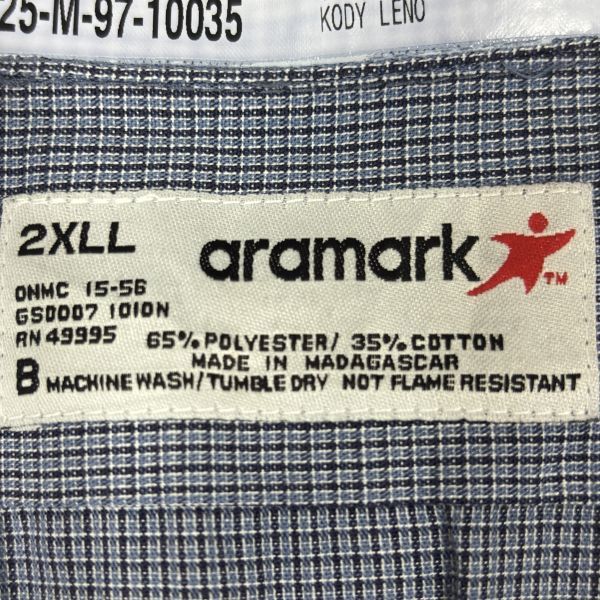 25-M-97-10035 KODY LENO
2XLL aramark TM
ONMC 15-56
GS0007 1010N
RN 49995 65% POLYESTER/ 35% COTTON
MADE IN MADAGASCAR
B MACHINE WASH/TUMBLE DRY NOT FLAME RESISTANT